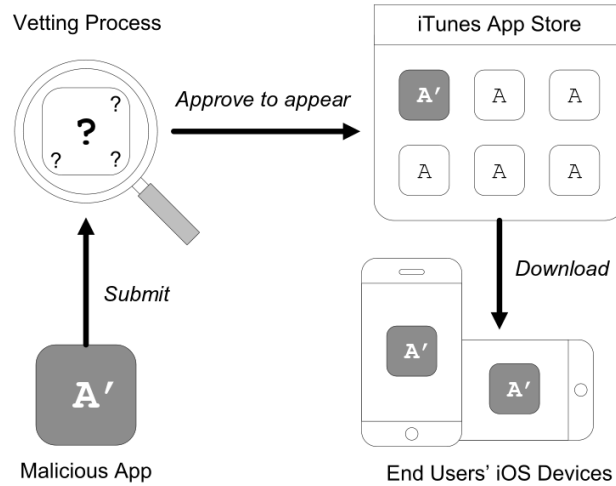 Vetting Process
iTunes App Store
?
?
?
?
Approve to appear
A′ A A
A A A
Submit
Download
A′
A′
A′
Malicious App
End Users' iOS Devices